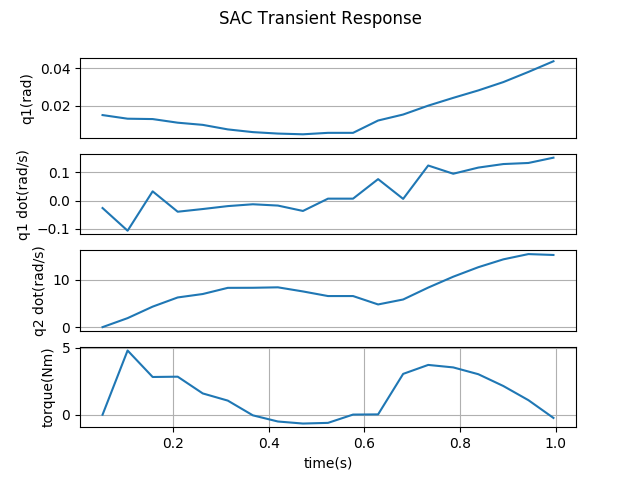 SAC Transient Response
0.04
0.02
q1(rad)
0.1
0.0
−0.1
q1 dot(rad/s)
10
0
q2 dot(rad/s)
5
0
torque(Nm)
0.2 0.4 0.6 0.8 1.0
time(s)